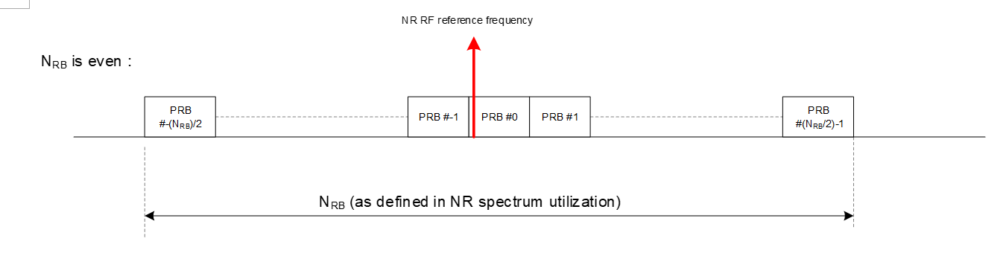 NR RF reference frequency
NRB is even :
PRB
#-(NRB)/2
PRB #-1
PRB #0
PRB #1
PRB
#(NRB/2)-1
NRB (as defined in NR spectrum utilization)